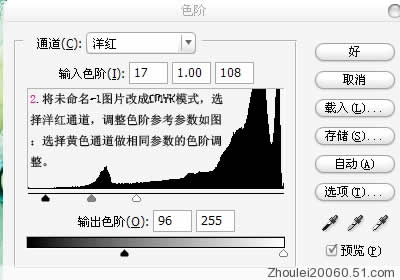 色阶
通道(C): 洋红
好
输入色阶(I): 17 1.00 108
取消
2.将未命名-1图片改成CMYK模式，选
择洋红通道，调整色阶参考参数如图
：选择黄色通道做相同参数的色阶调
整。
载入(L)...
存储(S)...
自动(A)
选项(T)...
输出色阶(O): 96 255
预览(P)
Zhoulei20060.51.com